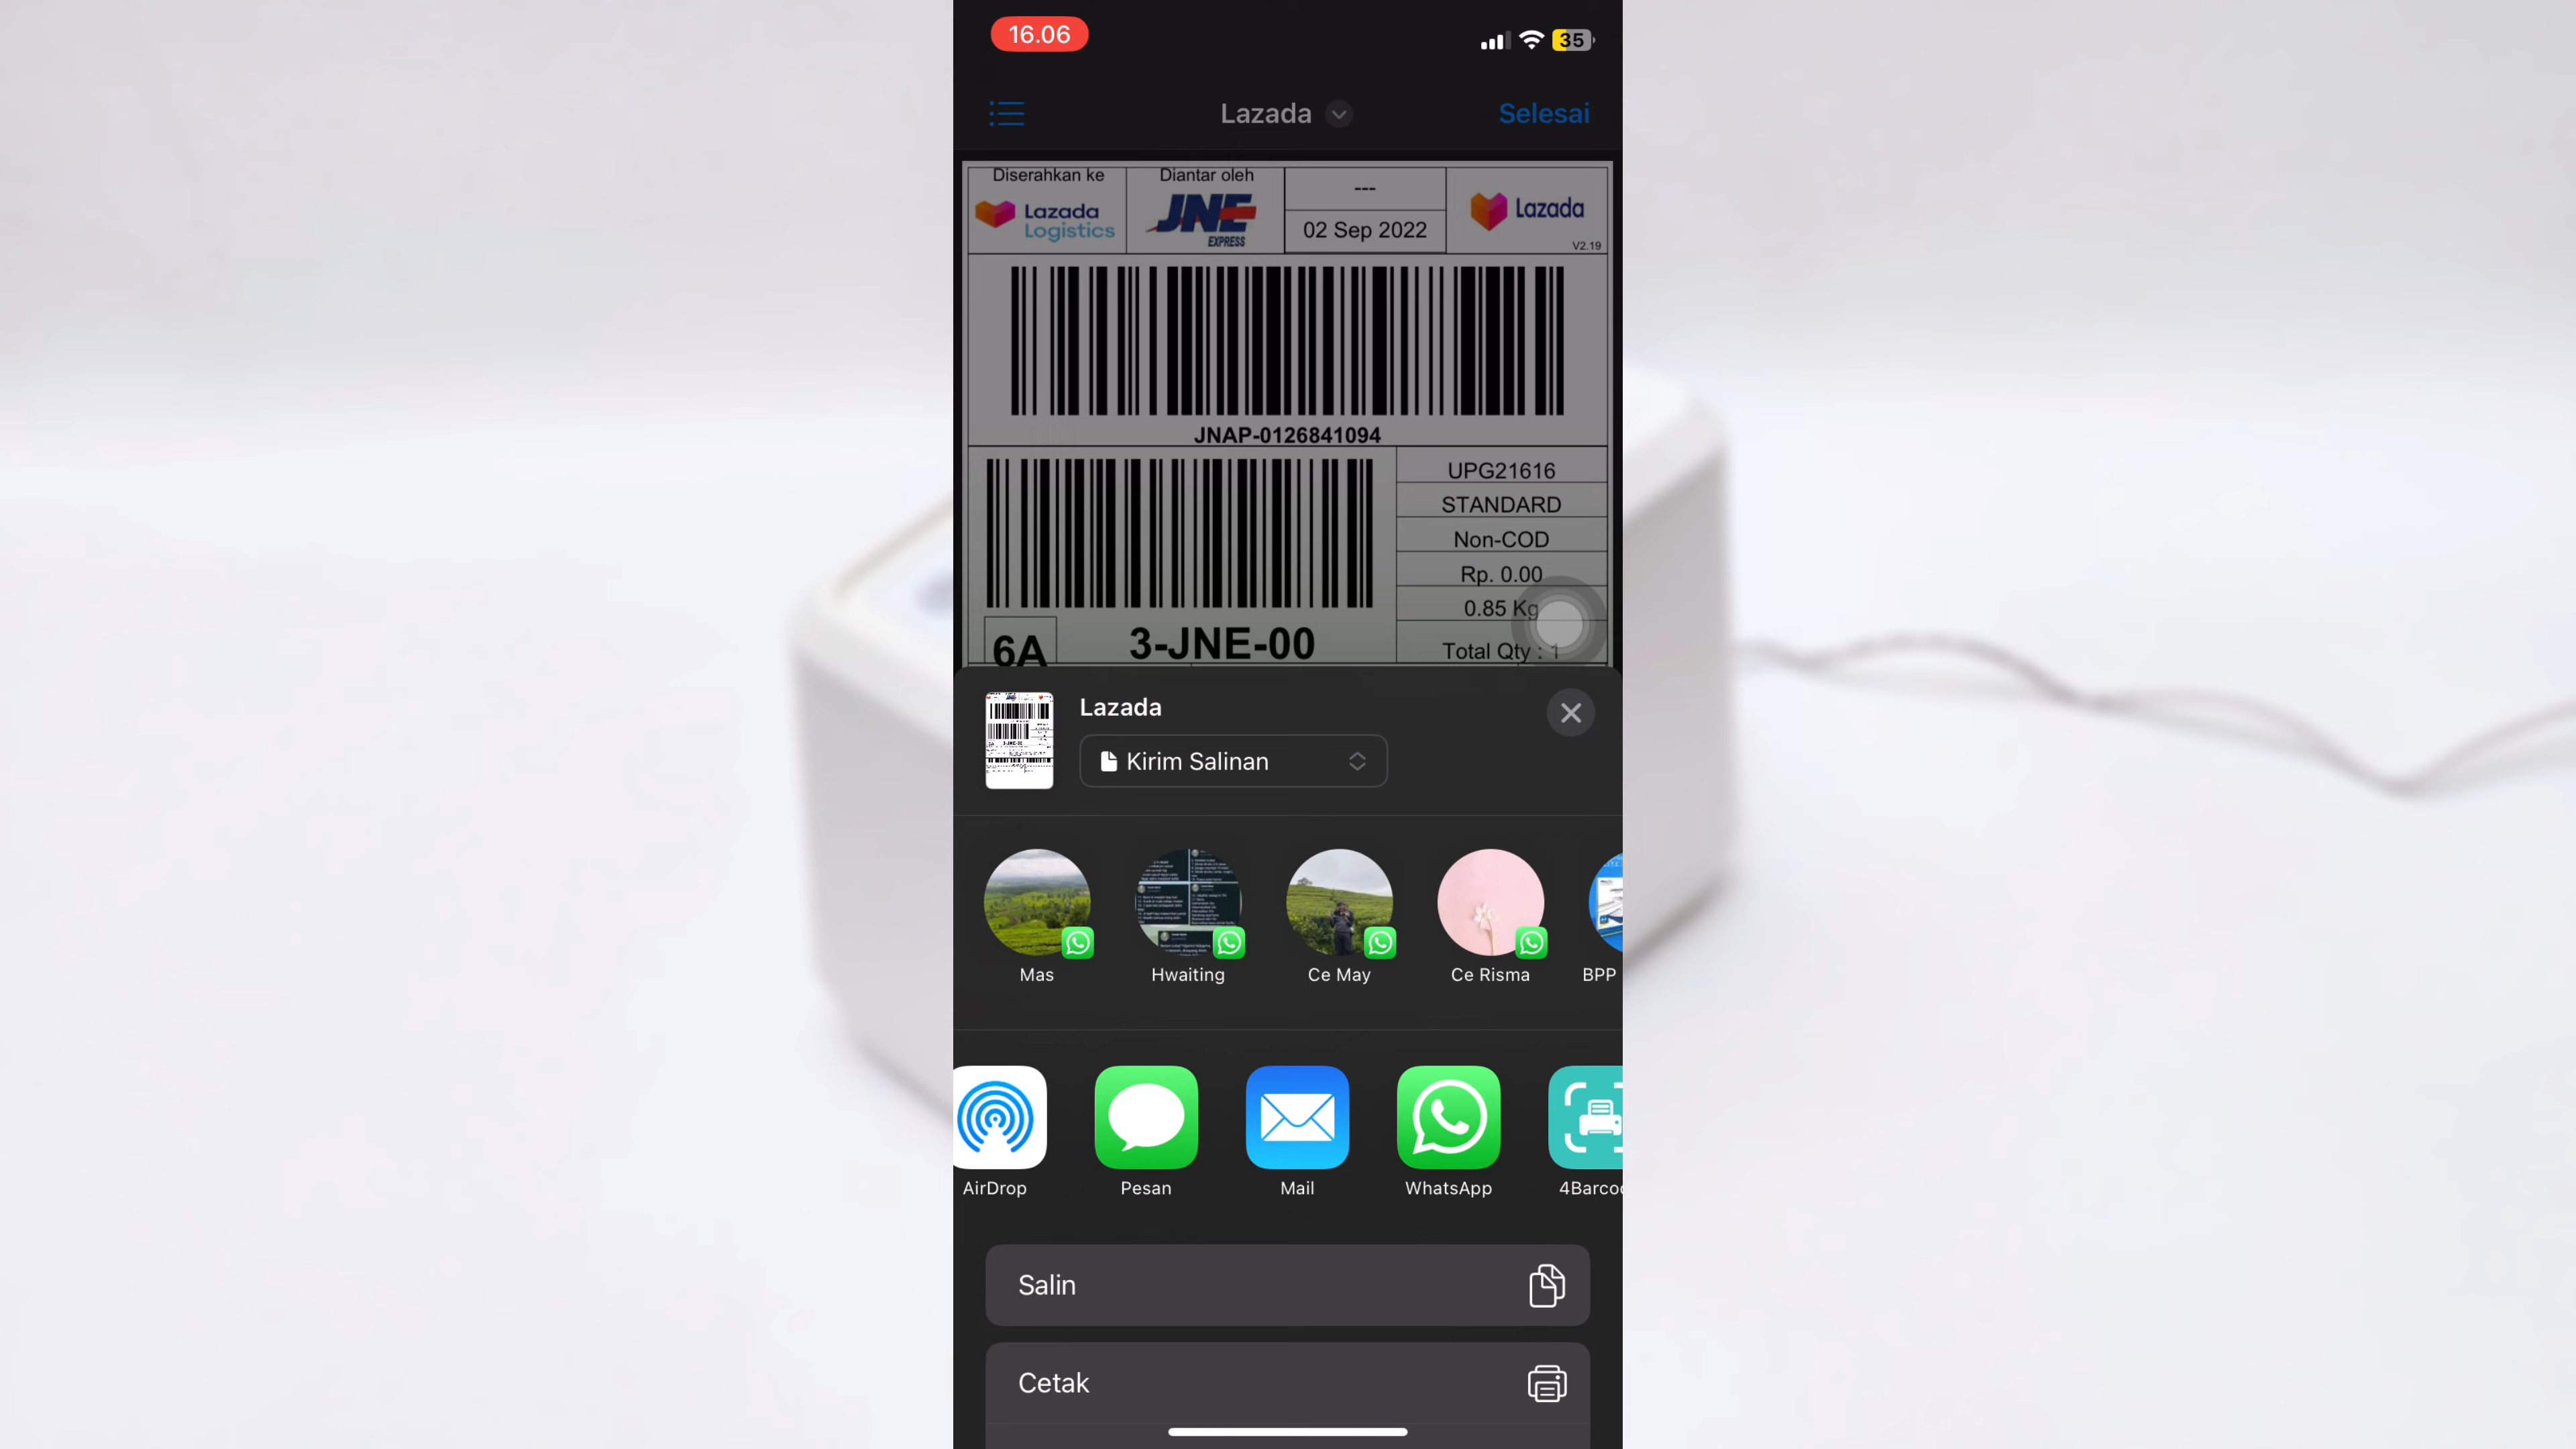 16.06
35
Lazada
Selesai
Diserahkan ke
Lazada
Logistics
Diantar oleh
JNE
EXPRESS
---
02 Sep 2022
Lazada
V2.19
JNAP-0126841094
UPG21616
STANDARD
Non-COD
Rp. 0.00
0.85 Kg
Total Qty : 1
6A
3-JNE-00
Lazada
Kirim Salinan
Mas
Hwaiting
Ce May
Ce Risma
BPP
AirDrop
Pesan
Mail
WhatsApp
4Barco
Salin
Cetak